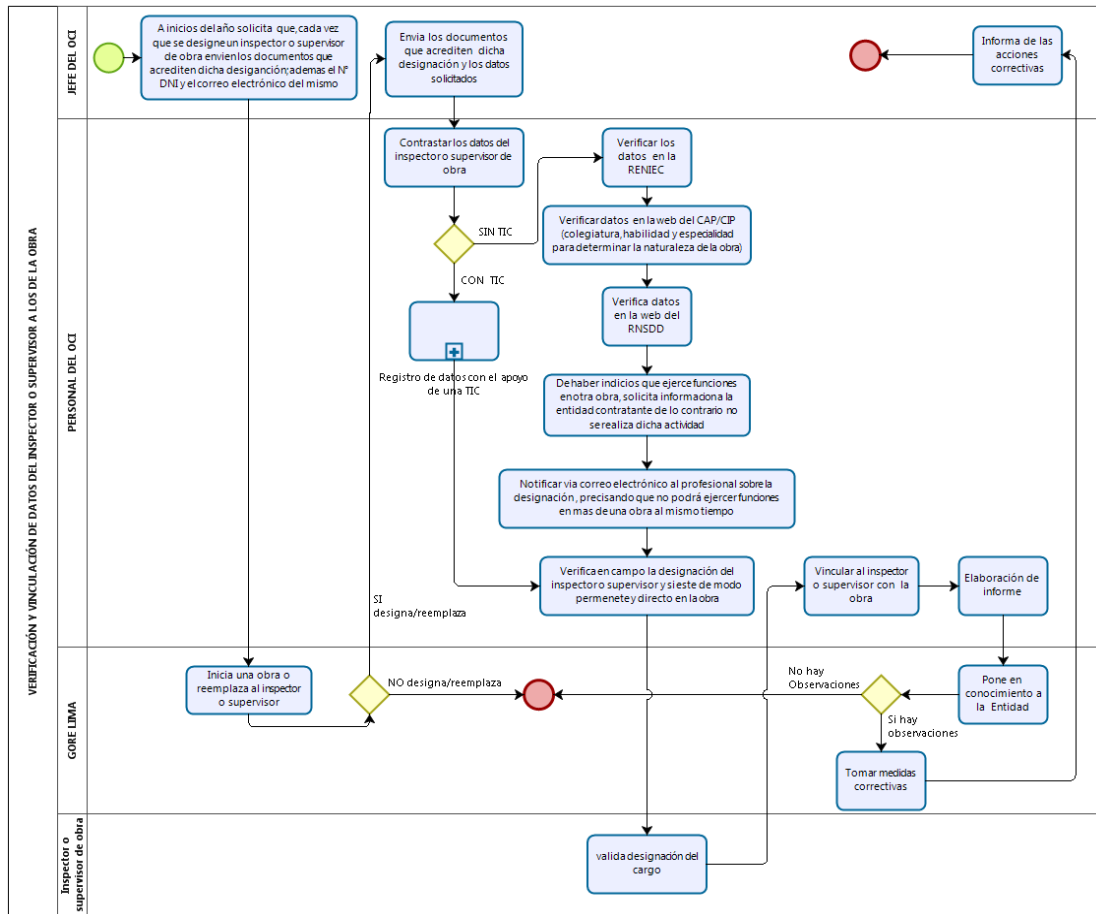 VERIFICACIÓN Y VINCULACIÓN DE DATOS DEL INSPECTOR O SUPERVISOR A LOS DE LA OBRA
JEFE DEL OCI
A inicios del año solicita que, cada vez
que se designe un inspector o supervisor
de obra envien los documentos que
acrediten dicha desiganción; ademas el N°
DNI y el correo electrónico del mismo
Envia los documentos
que acrediten dicha
designación y los datos
solicitados
Informa de las
acciones
correctivas
PERSONAL DEL OCI
Contrastar los datos del
inspector o supervisor de
obra
Verificar los
datos en la
RENIEC
SIN TIC
Verificar datos en la web del CAP/CIP
(colegiatura, habilidad y especialidad
para determinar la naturaleza de la obra)
CON TIC
Verifica datos
en la web del
RNSDD
Registro de datos con el apoyo
de una TIC
De haber indicios que ejerce funciones
en otra obra, solicita informaciona la
entidad contratante de lo contrario no
se realiza dicha actividad
Notificar via correo electrónico al profesional sobre la
designación, precisando que no podrá ejercer funciones
en mas de una obra al mismo tiempo
Verifica en campo la designación del
inspector o supervisor y si este de modo
permenete y directo en la obra
Vincular al inspector
o supervisor con la
obra
Elaboración de
informe
SI
designa/reemplaza
GORE LIMA
Inicia una obra o
reemplaza al inspector
o supervisor
NO designa/reemplaza
No hay
Observaciones
Pone en
conocimiento a
la Entidad
Si hay
observaciones
Tomar medidas
correctivas
Inspector o
supervisor de obra
valida designación del
cargo